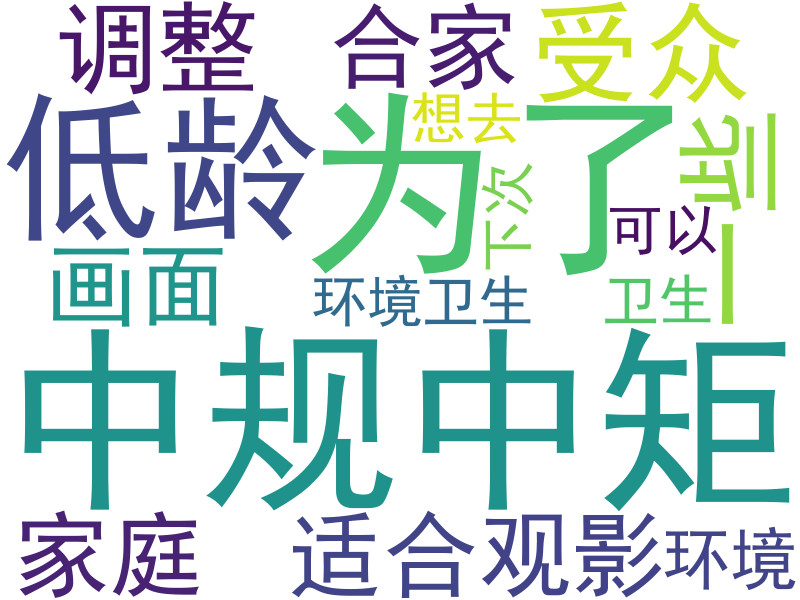 调整
合家
受众
低龄
为了
想去
一些
下次
可以
画面
环境卫生
卫生
中规中矩
家庭
适合
观影
环境